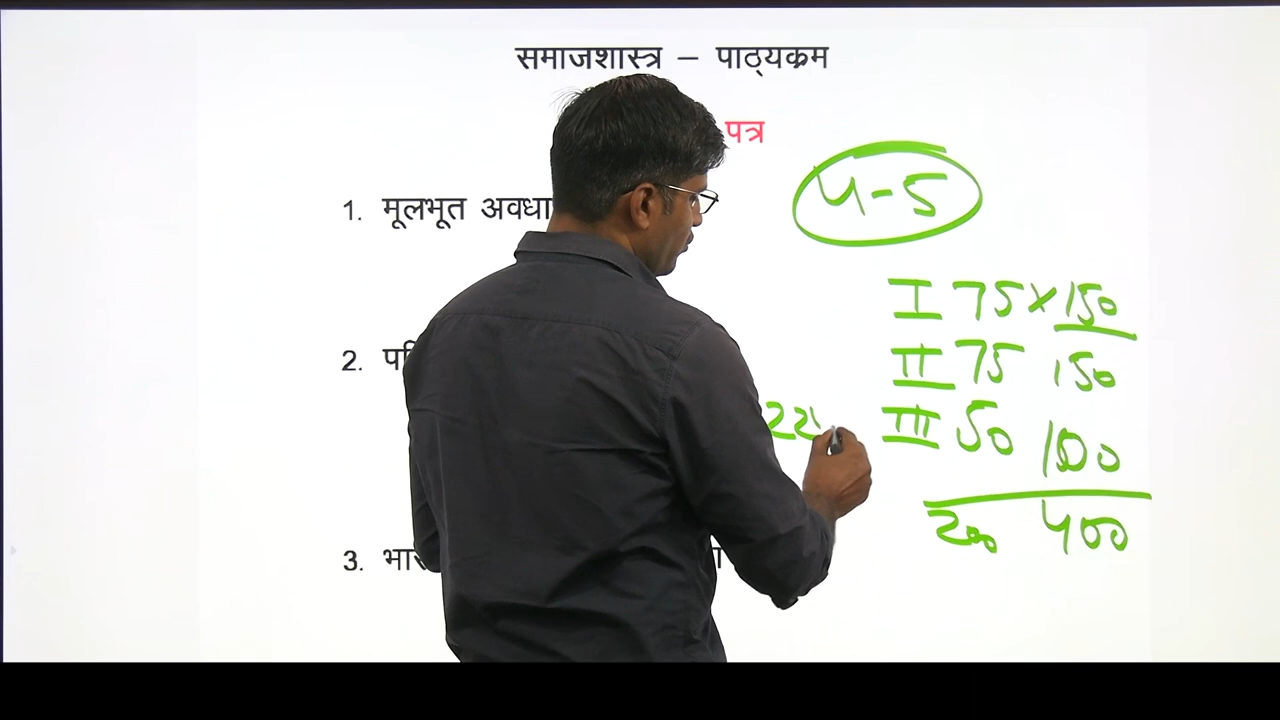 समाजशास्त्र – पाठ्यक्रम
पत्र
4-5
1. मूलभूत अवधा
I 75 × 150
II 75 150
2.
22
III 50 100
200 400
3. भार